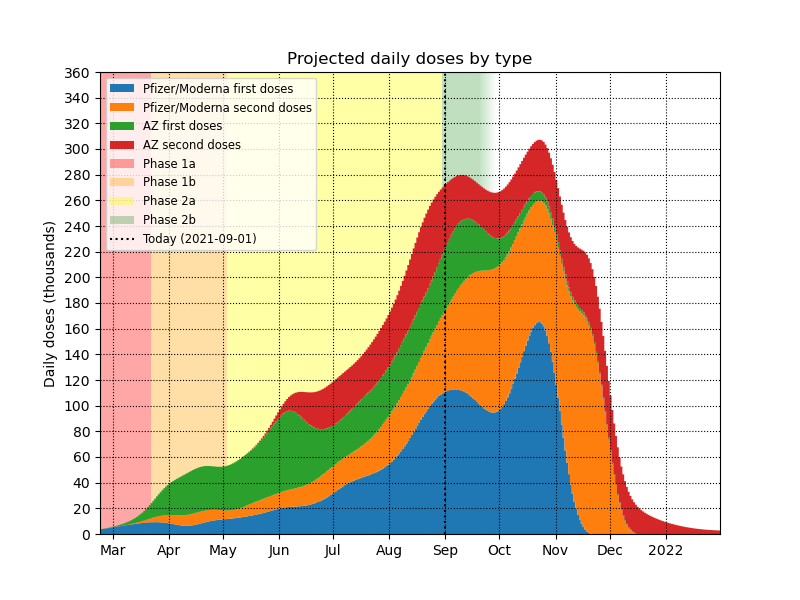 Projected daily doses by type
Daily doses (thousands)
360
340
320
300
280
260
240
220
200
180
160
140
120
100
80
60
40
20
0
Pfizer/Moderna first doses
Pfizer/Moderna second doses
AZ first doses
AZ second doses
Phase 1a
Phase 1b
Phase 2a
Phase 2b
Today (2021-09-01)
Mar Apr May Jun Jul Aug Sep Oct Nov Dec 2022